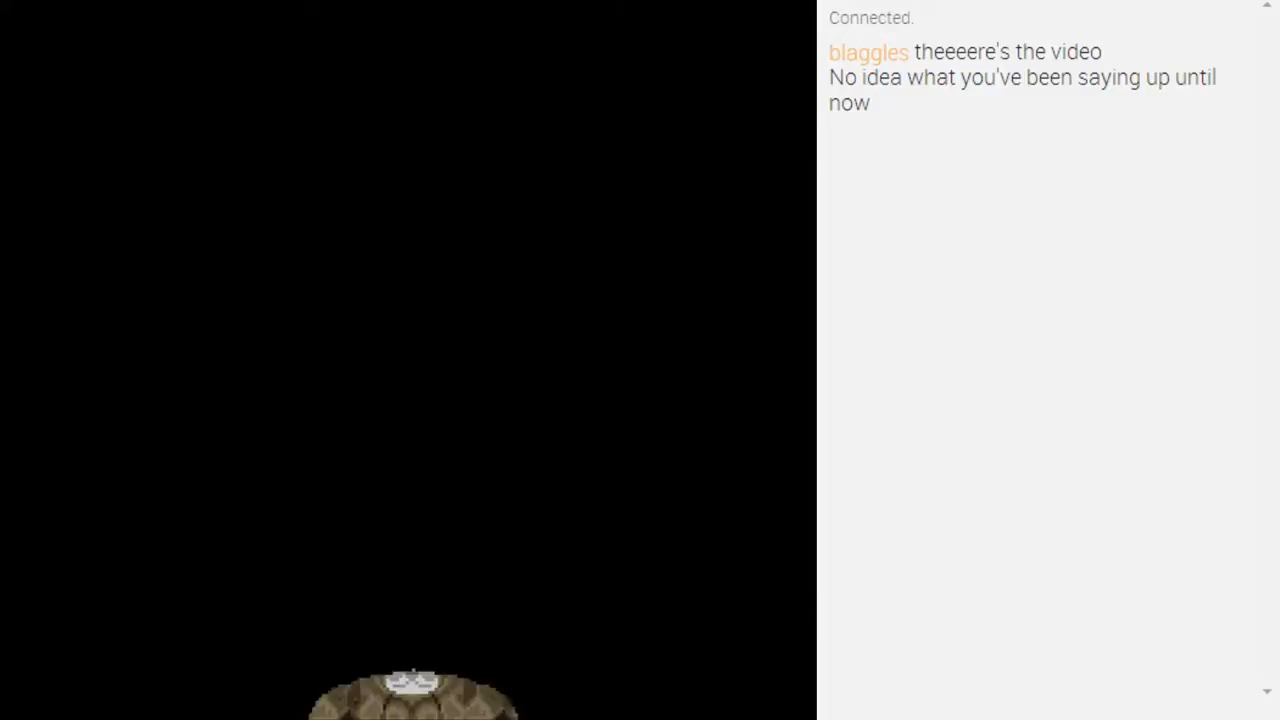 Connected.
blaggles theeeere's the video
No idea what you've been saying up until
now